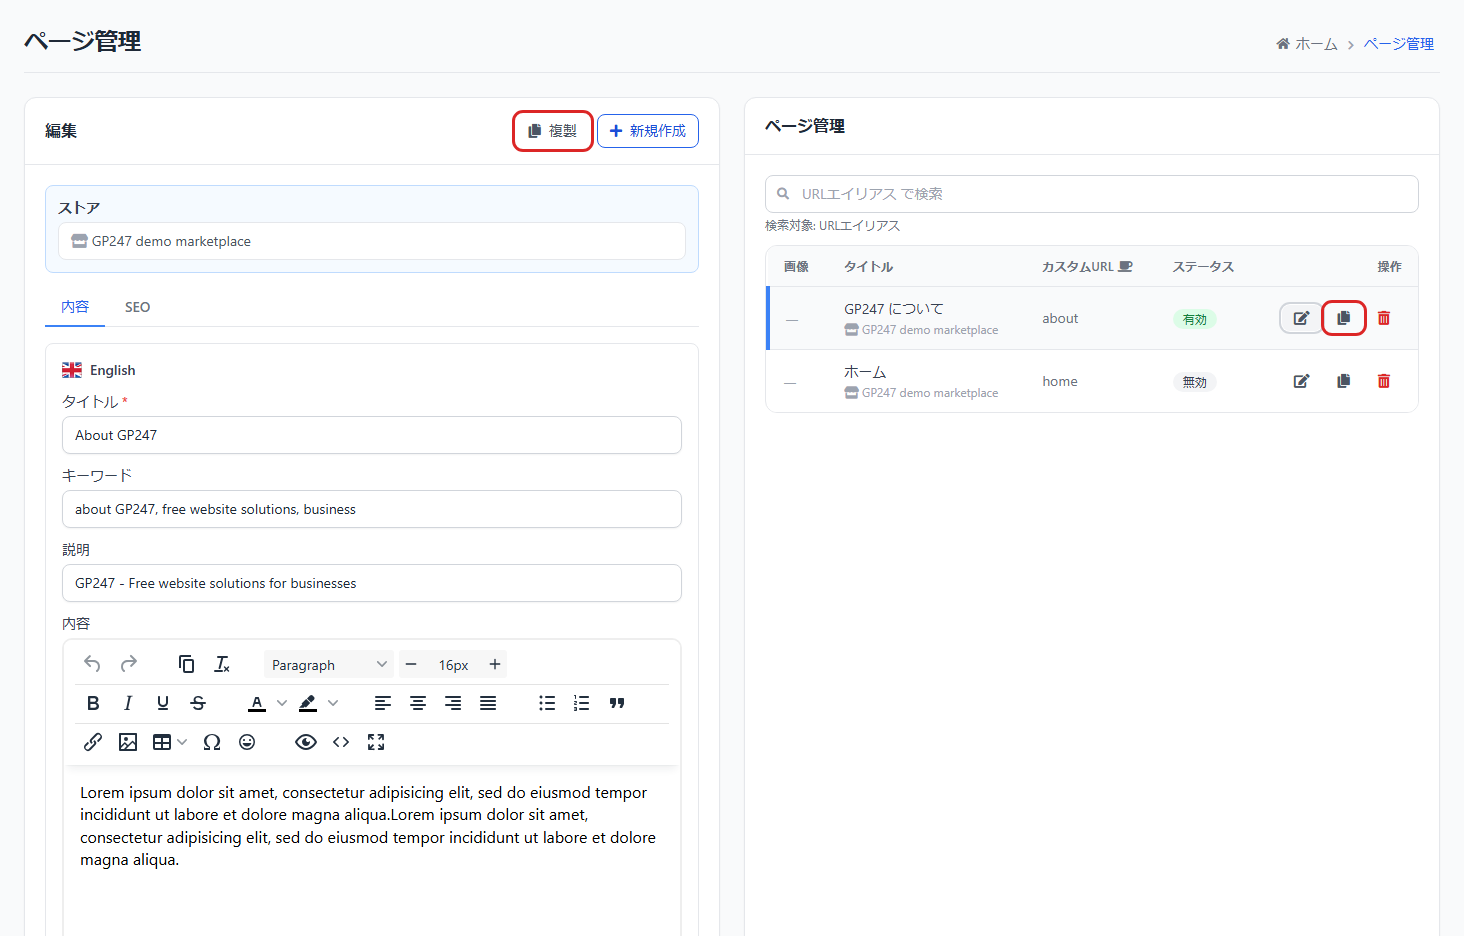 ページ管理
ホーム > ページ管理
編集
複製
新規作成
ストア
GP247 demo marketplace
内容
SEO
English
タイトル *
About GP247
キーワード
about GP247, free website solutions, business
説明
GP247 - Free website solutions for businesses
内容
Paragraph
16px
Lorem ipsum dolor sit amet, consectetur adipisicing elit, sed do eiusmod tempor
incididunt ut labore et dolore magna aliqua.Lorem ipsum dolor sit amet,
consectetur adipisicing elit, sed do eiusmod tempor incididunt ut labore et dolore
magna aliqua.
ページ管理
URLエイリアス で検索
検索対象: URLエイリアス
画像 タイトル カスタムURL ステータス 操作
— GP247 について about 有効
GP247 demo marketplace
— ホーム home 無効
GP247 demo marketplace